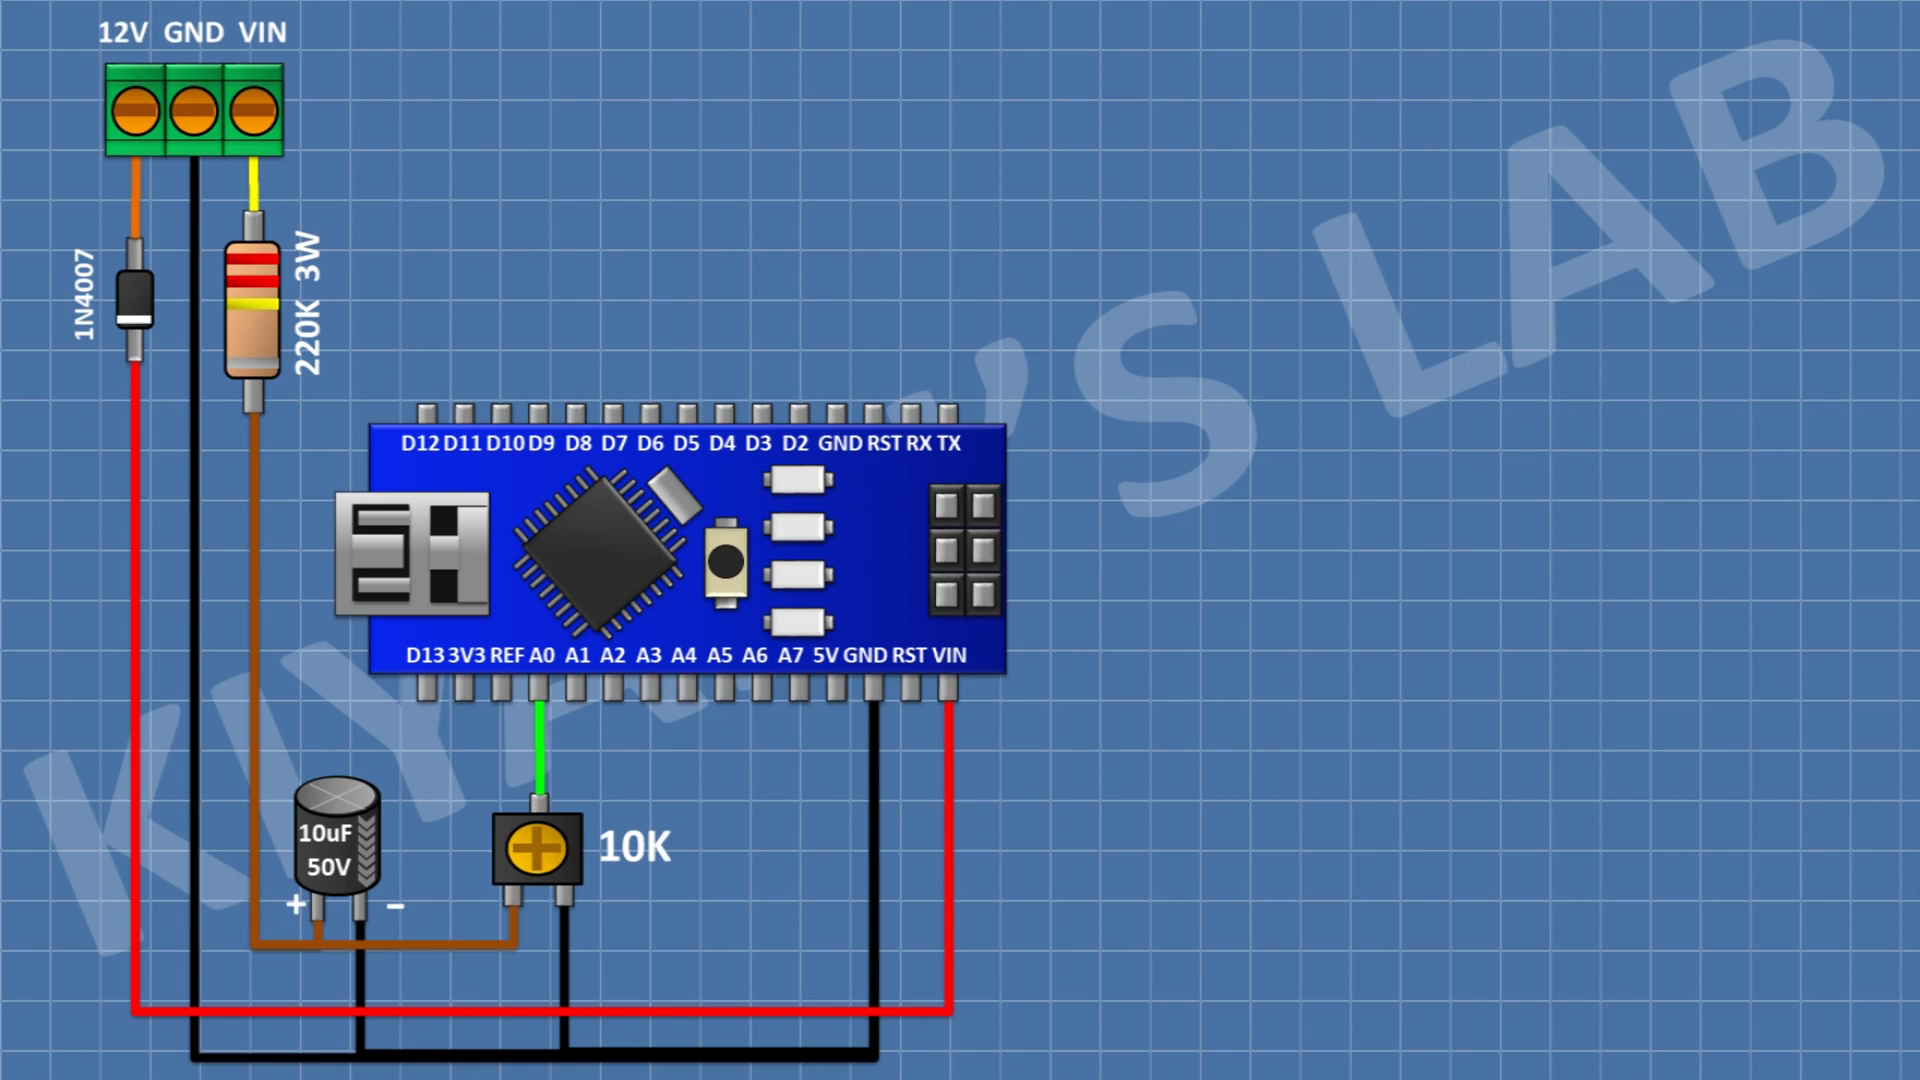 12V GND VIN
1N4007
220K 3W
D12 D11 D10 D9 D8 D7 D6 D5 D4 D3 D2 GND RST RX TX
D13 3V3 REF A0 A1 A2 A3 A4 A5 A6 A7 5V GND RST VIN
10uF
50V
+ -
10K
'S LAB